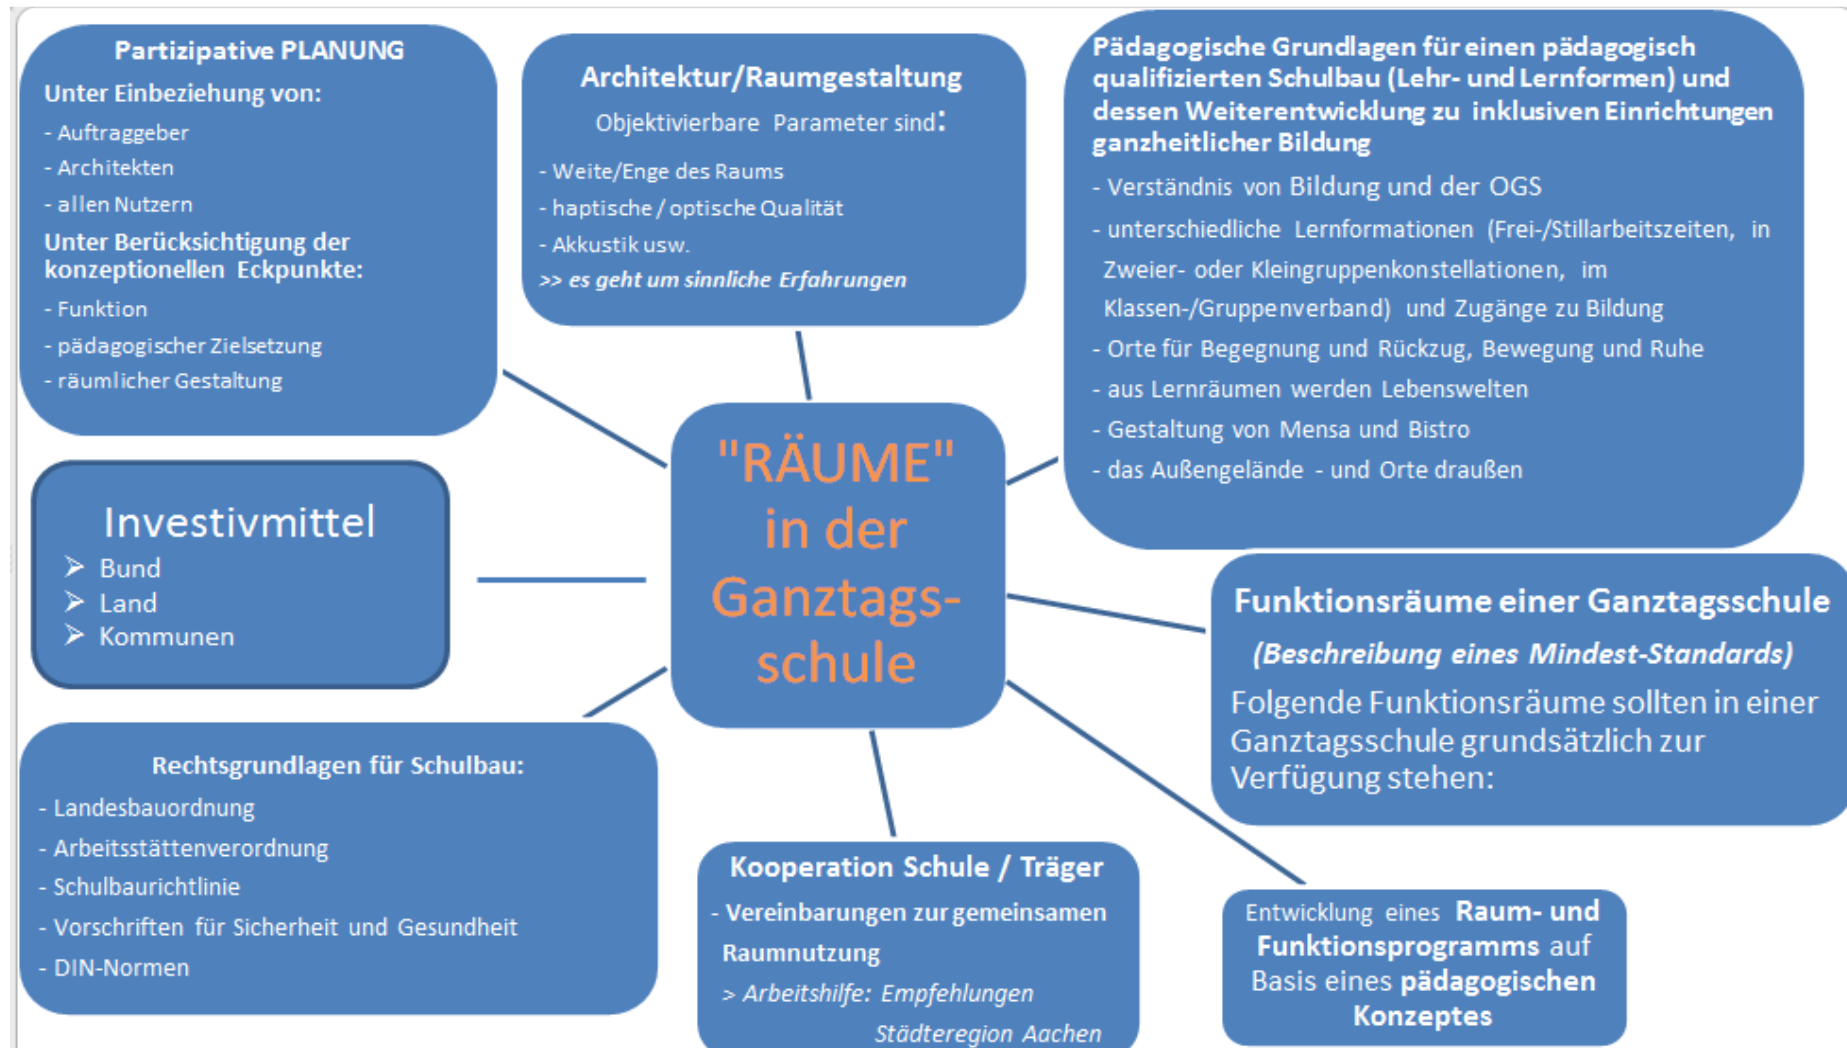 Partizipative PLANUNG
Unter Einbeziehung von:
- Auftraggeber
- Architekten
- allen Nutzern
Unter Berücksichtigung der
konzeptionellen Eckpunkte:
- Funktion
- pädagogischer Zielsetzung
- räumlicher Gestaltung
Architektur/Raumgestaltung
Objektivierbare Parameter sind:
- Weite/Enge des Raums
- haptische / optische Qualität
- Akkustik usw.
>> es geht um sinnliche Erfahrungen
Pädagogische Grundlagen für einen pädagogisch
qualifizierten Schulbau (Lehr- und Lernformen) und
dessen Weiterentwicklung zu inklusiven Einrichtungen
ganzheitlicher Bildung
- Verständnis von Bildung und der OGS
- unterschiedliche Lernformationen (Frei-/Stillarbeitszeiten, in
Zweier- oder Kleingruppenkonstellationen, im
Klassen-/Gruppenverband) und Zugänge zu Bildung
- Orte für Begegnung und Rückzug, Bewegung und Ruhe
- aus Lernräumen werden Lebenswelten
- Gestaltung von Mensa und Bistro
- das Außengelände - und Orte draußen
"RÄUME"
in der
Ganztags-
schule
Investivmittel
➢ Bund
➢ Land
➢ Kommunen
Funktionsräume einer Ganztagsschule
(Beschreibung eines Mindest-Standards)
Folgende Funktionsräume sollten in einer
Ganztagsschule grundsätzlich zur
Verfügung stehen:
Rechtsgrundlagen für Schulbau:
- Landesbauordnung
- Arbeitsstättenverordnung
- Schulbaurichtlinie
- Vorschriften für Sicherheit und Gesundheit
- DIN-Normen
Kooperation Schule / Träger
- Vereinbarungen zur gemeinsamen
Raumnutzung
> Arbeitshilfe: Empfehlungen
Städteregion Aachen
Entwicklung eines Raum- und
Funktionsprogramms auf
Basis eines pädagogischen
Konzeptes